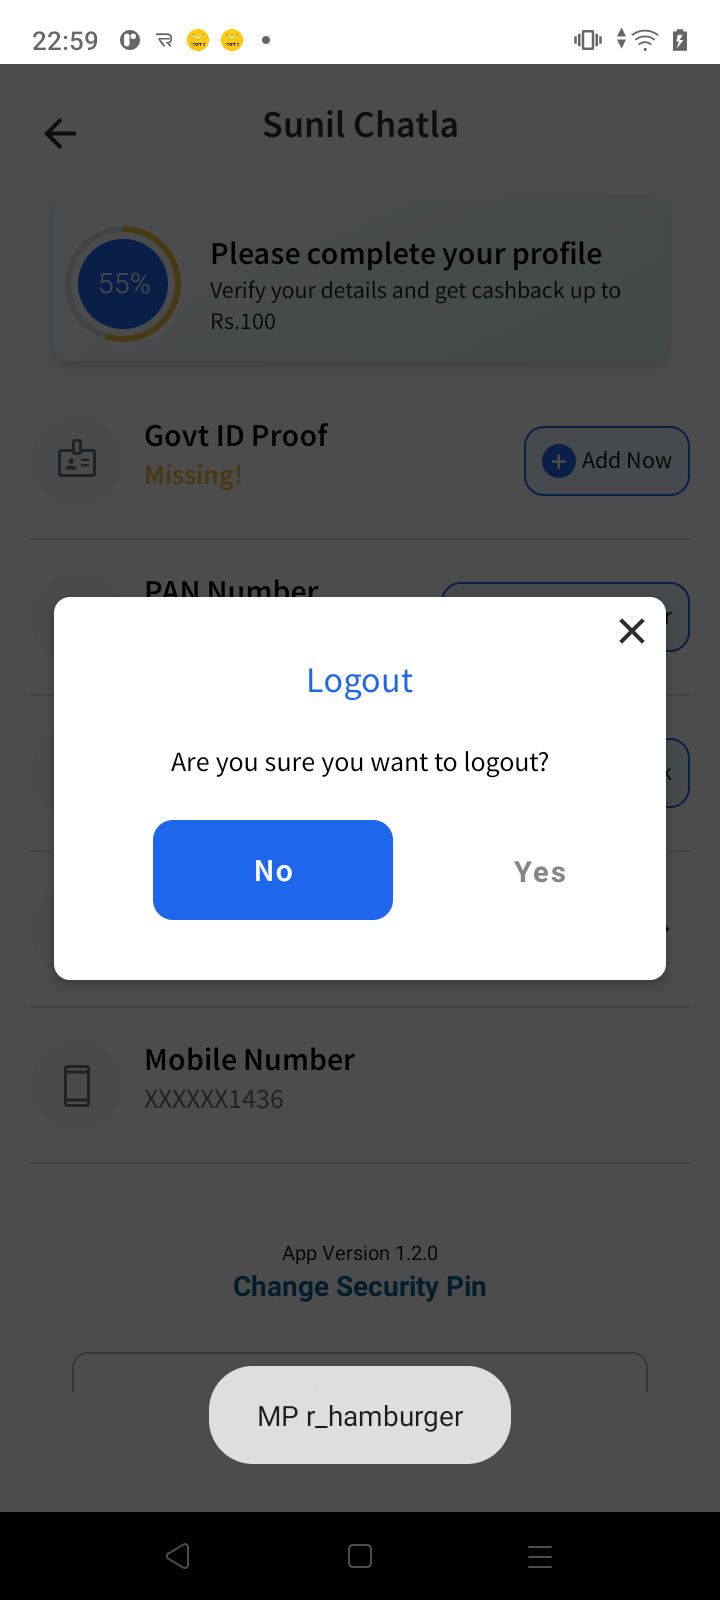 22:59
Sunil Chatla
55%
Please complete your profile
Verify your details and get cashback up to
Rs.100
Govt ID Proof
Missing!
Add Now
PAN Number
Logout
Are you sure you want to logout?
No
Yes
Mobile Number
XXXXXX1436
App Version 1.2.0
Change Security Pin
MP r_hamburger